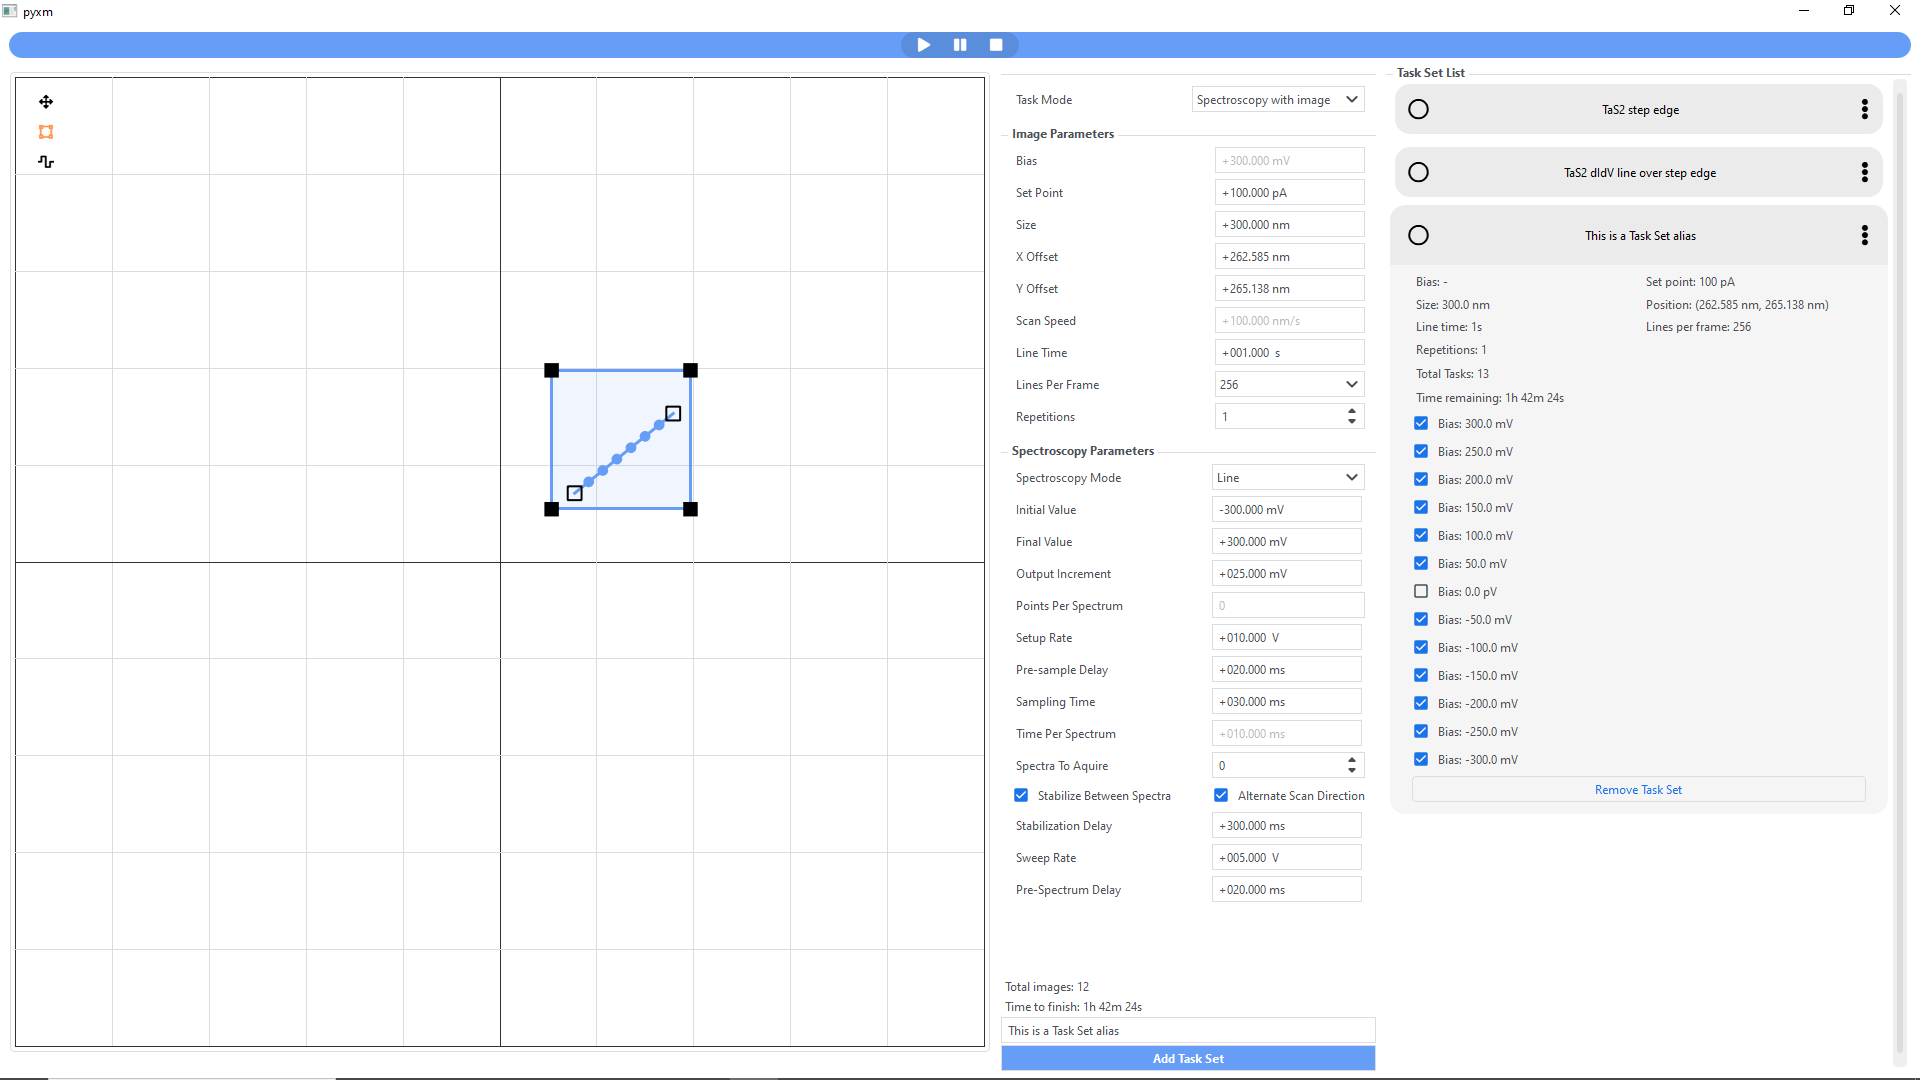 pyxm
Task Mode
Spectroscopy with image
Image Parameters
Bias
+300.000 mV
Set Point
+100.000 pA
Size
+300.000 nm
X Offset
+262.585 nm
Y Offset
+265.138 nm
Scan Speed
+100.000 nm/s
Line Time
+001.000 s
Lines Per Frame
256
Repetitions
1
Spectroscopy Parameters
Spectroscopy Mode
Line
Initial Value
-300.000 mV
Final Value
+300.000 mV
Output Increment
+025.000 mV
Points Per Spectrum
0
Setup Rate
+010.000 V
Pre-sample Delay
+020.000 ms
Sampling Time
+030.000 ms
Time Per Spectrum
+010.000 ms
Spectra To Aquire
0
Stabilize Between Spectra
Alternate Scan Direction
Stabilization Delay
+300.000 ms
Sweep Rate
+005.000 V
Pre-Spectrum Delay
+020.000 ms
Total images: 12
Time to finish: 1h 42m 24s
This is a Task Set alias
Add Task Set
Task Set List
TaS2 step edge
TaS2 dIdV line over step edge
This is a Task Set alias
Bias: -
Set point: 100 pA
Size: 300.0 nm
Position: (262.585 nm, 265.138 nm)
Line time: 1s
Lines per frame: 256
Repetitions: 1
Total Tasks: 13
Time remaining: 1h 42m 24s
Bias: 300.0 mV
Bias: 250.0 mV
Bias: 200.0 mV
Bias: 150.0 mV
Bias: 100.0 mV
Bias: 50.0 mV
Bias: 0.0 pV
Bias: -50.0 mV
Bias: -100.0 mV
Bias: -150.0 mV
Bias: -200.0 mV
Bias: -250.0 mV
Bias: -300.0 mV
Remove Task Set